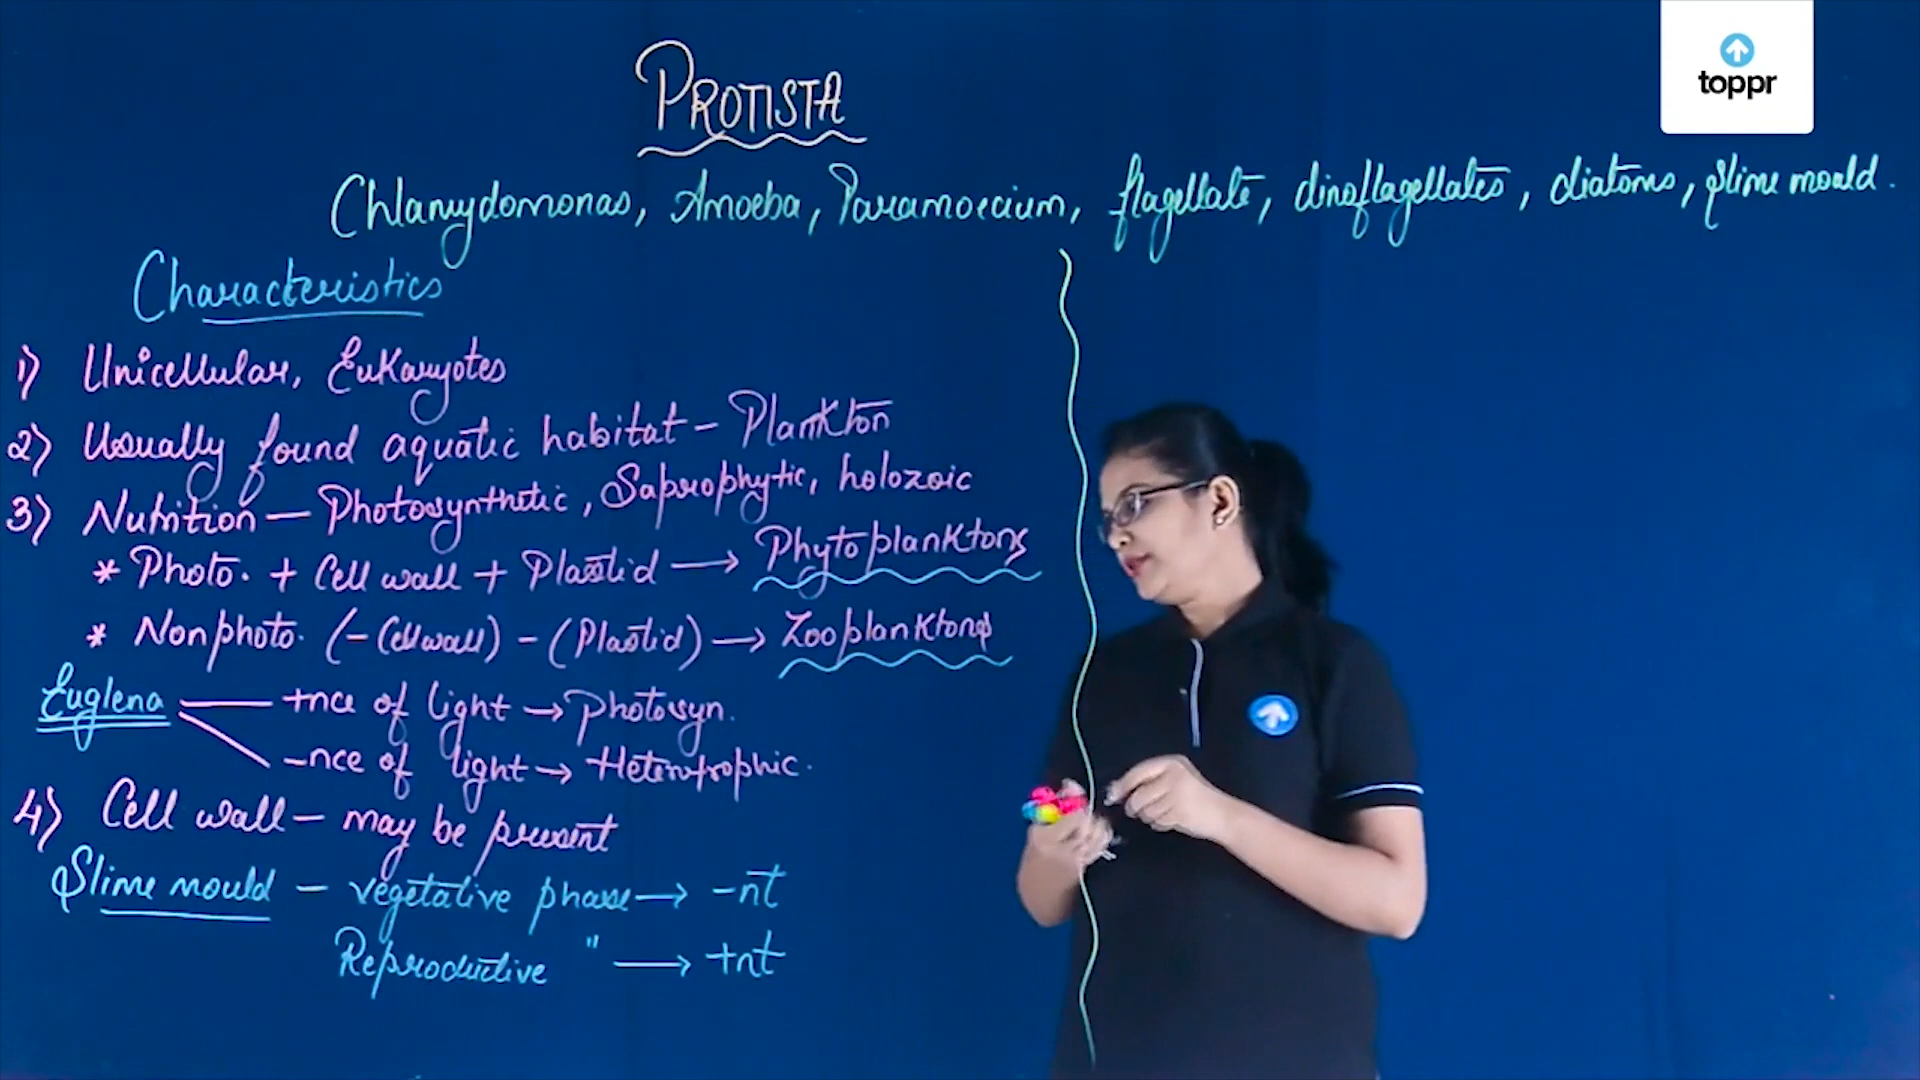 toppr
PROTISTA
Chlamydomonas, Amoeba, Paramoecium, flagellate, dinoflagellates, diatoms, Slime mould.
Characteristics
1) Unicellular, Eukaryotes
2) Usually found aquatic habitat - Plankton
3) Nutrition - Photosynthetic, Saprophytic, holozoic
* Photo. + Cell wall + Plastid → Phytoplanktons
* Nonphoto. (- Cell wall) - (Plastid) → Zooplanktons
Euglena +nce of light → Photosyn.
-nce of light → Heterotrophic.
4) Cell wall - may be present
Slime mould - vegetative phase → -nt
Reproductive " → +nt